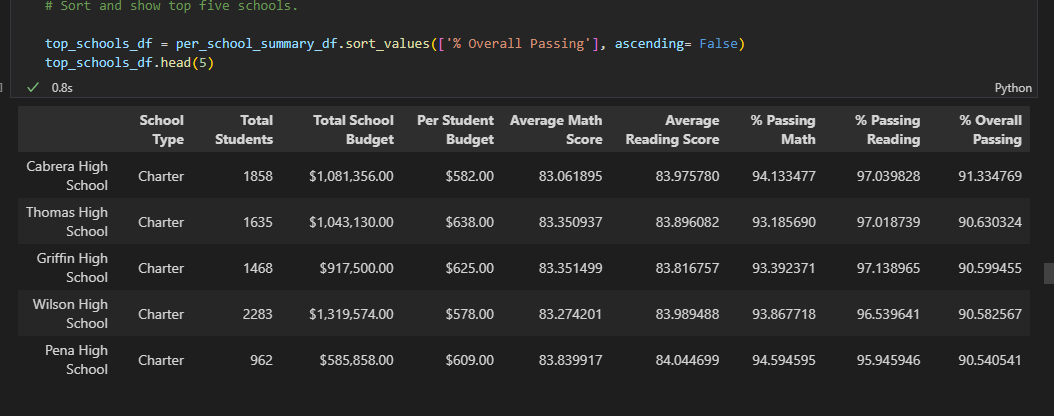 # Sort and show top five schools.
top_schools_df = per_school_summary_df.sort_values(['% Overall Passing'], ascending= False)
top_schools_df.head(5)
] ✓ 0.8s Python
School Type Total Students Total School Budget Per Student Budget Average Math Score Average Reading Score % Passing Math % Passing Reading % Overall Passing
Cabrera High School Charter 1858 $1,081,356.00 $582.00 83.061895 83.975780 94.133477 97.039828 91.334769
Thomas High School Charter 1635 $1,043,130.00 $638.00 83.350937 83.896082 93.185690 97.018739 90.630324
Griffin High School Charter 1468 $917,500.00 $625.00 83.351499 83.816757 93.392371 97.138965 90.599455
Wilson High School Charter 2283 $1,319,574.00 $578.00 83.274201 83.989488 93.867718 96.539641 90.582567
Pena High School Charter 962 $585,858.00 $609.00 83.839917 84.044699 94.594595 95.945946 90.540541